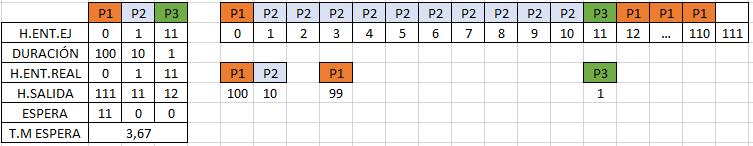 P1 P2 P3 P1 P2 P2 P2 P2 P2 P2 P2 P2 P2 P2 P3 P1 P1 P1
H.ENT.EJ 0 1 11 0 1 2 3 4 5 6 7 8 9 10 11 12 ... 110 111
DURACIÓN 100 10 1
H.ENT.REAL 0 1 11 P1 P2 P1 P3
H.SALIDA 111 11 12 100 10 99 1
ESPERA 11 0 0
T.M ESPERA 3,67